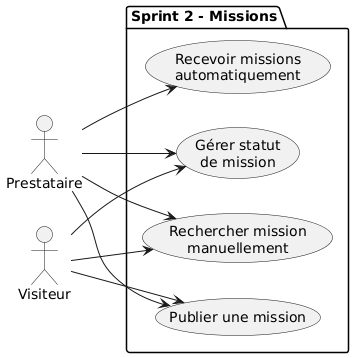 Sprint 2 - Missions
Recevoir missions
automatiquement
Gérer statut
de mission
Prestataire
Rechercher mission
manuellement
Visiteur
Publier une mission